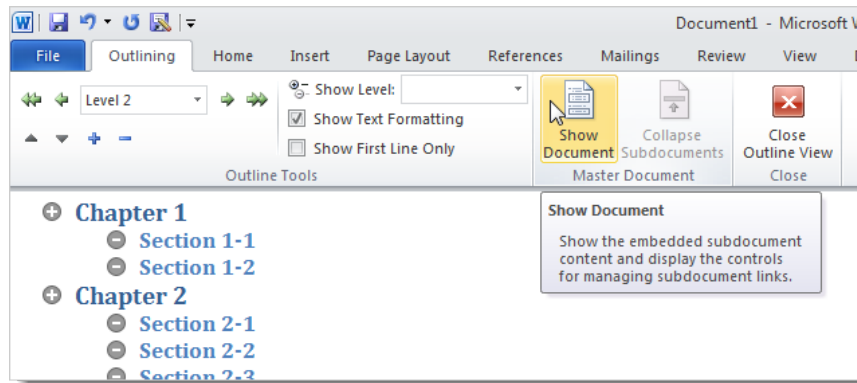 Document1 - Microsoft W
File Outlining Home Insert Page Layout References Mailings Review View
Level 2
Show Level:
Show Text Formatting
Show First Line Only
Outline Tools
Show Document
Collapse Subdocuments
Master Document
Close Outline View
Close
Chapter 1
Section 1-1
Section 1-2
Chapter 2
Section 2-1
Section 2-2
Section 2-3
Show Document
Show the embedded subdocument
content and display the controls
for managing subdocument links.